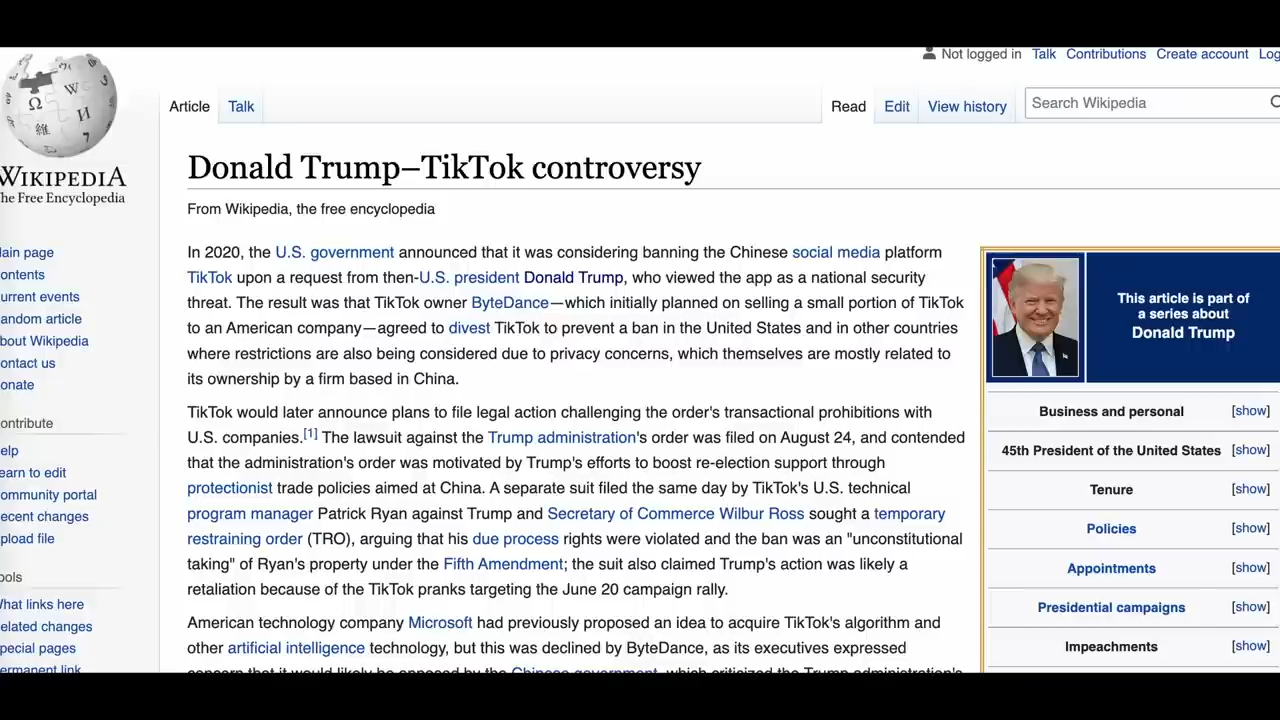 Not logged in Talk Contributions Create account Log
Article Talk Read Edit View history Search Wikipedia
WIKIPEDIA
The Free Encyclopedia
Donald Trump–TikTok controversy
From Wikipedia, the free encyclopedia
ain page
ontents
urrent events
andom article
bout Wikipedia
ontact us
onate
ontribute
elp
earn to edit
ommunity portal
ecent changes
pload file
ools
hat links here
elated changes
pecial pages
ermanent link
In 2020, the U.S. government announced that it was considering banning the Chinese social media platform
TikTok upon a request from then-U.S. president Donald Trump, who viewed the app as a national security
threat. The result was that TikTok owner ByteDance—which initially planned on selling a small portion of TikTok
to an American company—agreed to divest TikTok to prevent a ban in the United States and in other countries
where restrictions are also being considered due to privacy concerns, which themselves are mostly related to
its ownership by a firm based in China.
TikTok would later announce plans to file legal action challenging the order's transactional prohibitions with
U.S. companies.[1] The lawsuit against the Trump administration's order was filed on August 24, and contended
that the administration's order was motivated by Trump's efforts to boost re-election support through
protectionist trade policies aimed at China. A separate suit filed the same day by TikTok's U.S. technical
program manager Patrick Ryan against Trump and Secretary of Commerce Wilbur Ross sought a temporary
restraining order (TRO), arguing that his due process rights were violated and the ban was an "unconstitutional
taking" of Ryan's property under the Fifth Amendment; the suit also claimed Trump's action was likely a
retaliation because of the TikTok pranks targeting the June 20 campaign rally.
American technology company Microsoft had previously proposed an idea to acquire TikTok's algorithm and
other artificial intelligence technology, but this was declined by ByteDance, as its executives expressed
concern that it would likely be opposed by the Chinese government, which criticized the Trump administration's
This article is part of
a series about
Donald Trump
Business and personal [show]
45th President of the United States [show]
Tenure [show]
Policies [show]
Appointments [show]
Presidential campaigns [show]
Impeachments [show]